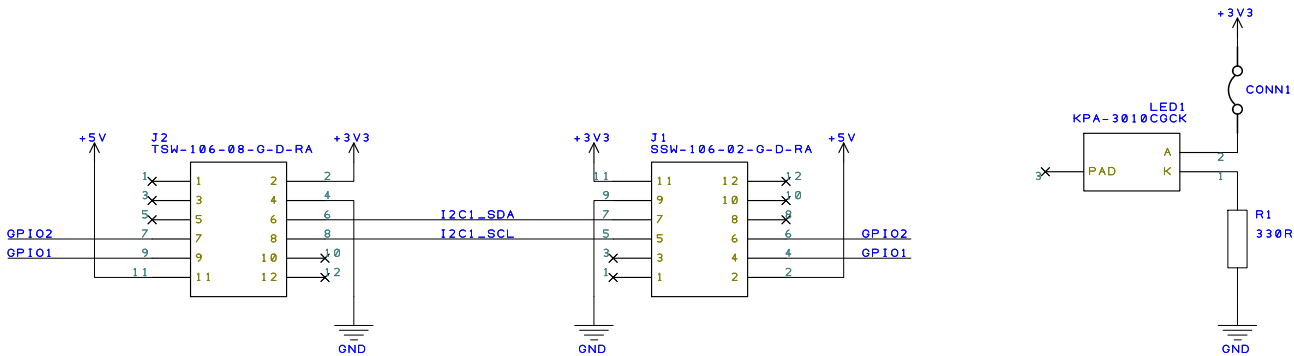 +3V3
CONN1
LED1
KPA-3010CGCK
A 2
3 PAD K 1
R1
330R
GND
+5V J2 +3V3
TSW-106-08-G-D-RA
1 1 2 2
3 3 4 4
5 5 6 6 I2C1_SDA
GPIO2 7 7 8 8 I2C1_SCL
GPIO1 9 9 10 10
11 11 12 12
GND
+3V3 J1 +5V
SSW-106-02-G-D-RA
11 11 12 12
9 9 10 10
7 7 8 8
5 5 6 6 GPIO2
3 3 4 4 GPIO1
1 1 2 2
GND